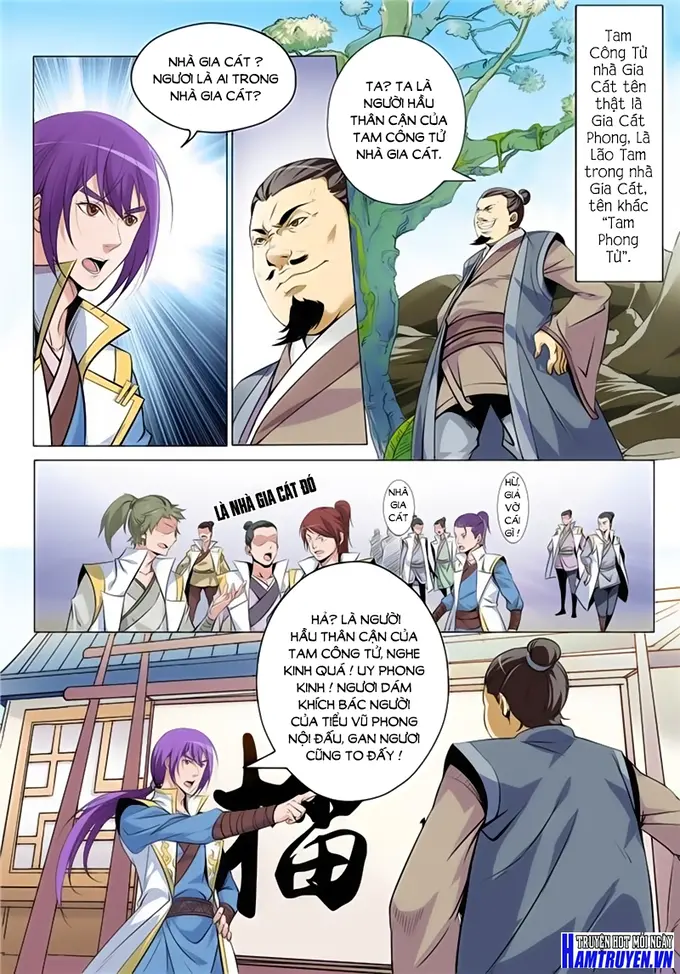 NHÀ GIA CÁT ?
NGƯƠI LÀ AI TRONG
NHÀ GIA CÁT?
TA? TA LÀ
NGƯỜI HẦU
THÂN CẬN CỦA
TAM CÔNG TỬ
NHÀ GIA CÁT.
Tam
Công Tử
nhà Gia
Cát tên
thật là
Gia Cát
Phong, Là
Lão Tam
trong nhà
Gia Cát,
tên khác
“Tam
Phong
Tử”.
LÀ NHÀ GIA CÁT ĐÓ
NHÀ
GIA
CÁT
HỪ,
GIẢ
VỜ
CÁI
GÌ !
HẢ? LÀ NGƯỜI
HẦU THÂN CẬN CỦA
TAM CÔNG TỬ, NGHE
KINH QUÁ ! UY PHONG
KINH ! NGƯƠI DÁM
KHÍCH BÁC NGƯỜI
CỦA TIỂU VŨ PHONG
NỘI ĐẤU, GAN NGƯƠI
CŨNG TO ĐẤY !
TRUYỆN HOT MỖI NGÀY
HAMTRUYEN.VN